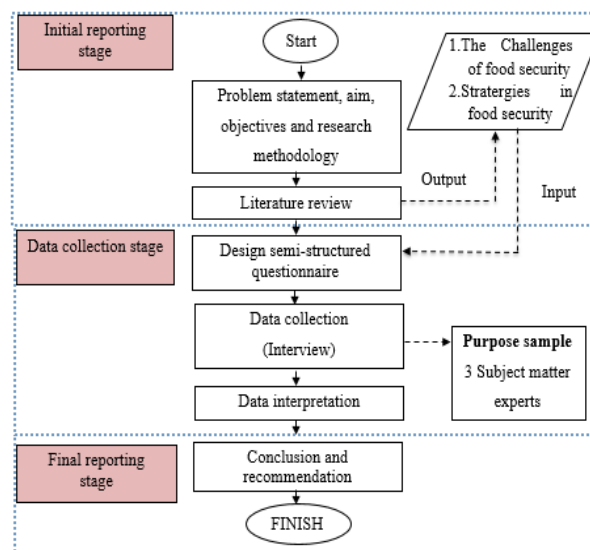 Initial reporting
stage
Start
1.The Challenges
of food security
2.Stratergies in
food security
Problem statement, aim,
objectives and research
methodology
Output
Input
Literature review
Data collection stage
Design semi-structured
questionnaire
Data collection
(Interview)
Purpose sample
3 Subject matter
experts
Data interpretation
Final reporting
stage
Conclusion and
recommendation
FINISH